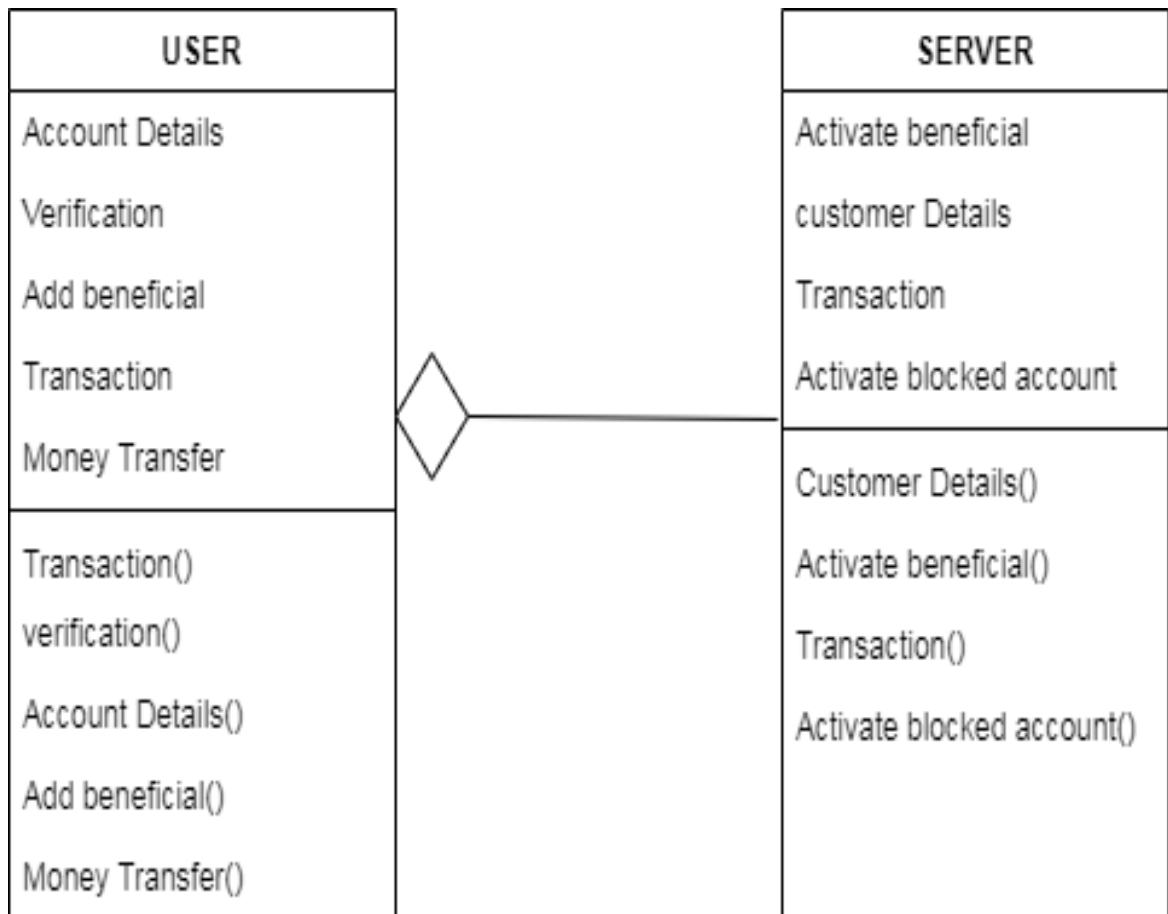 USER
Account Details
Verification
Add beneficial
Transaction
Money Transfer
Transaction()
verification()
Account Details()
Add beneficial()
Money Transfer()
SERVER
Activate beneficial
customer Details
Transaction
Activate blocked account
Customer Details()
Activate beneficial()
Transaction()
Activate blocked account()